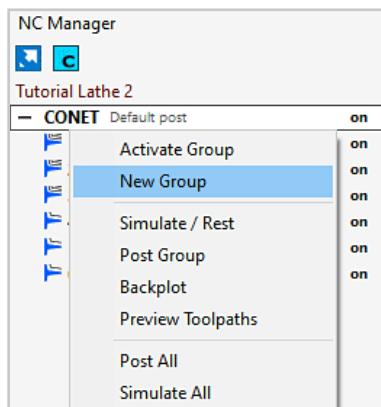 NC Manager
C
Tutorial Lathe 2
CONET Default post on
on
Activate Group
on
New Group
on
Simulate / Rest
on
Post Group
on
Backplot
on
Preview Toolpaths
Post All
Simulate All